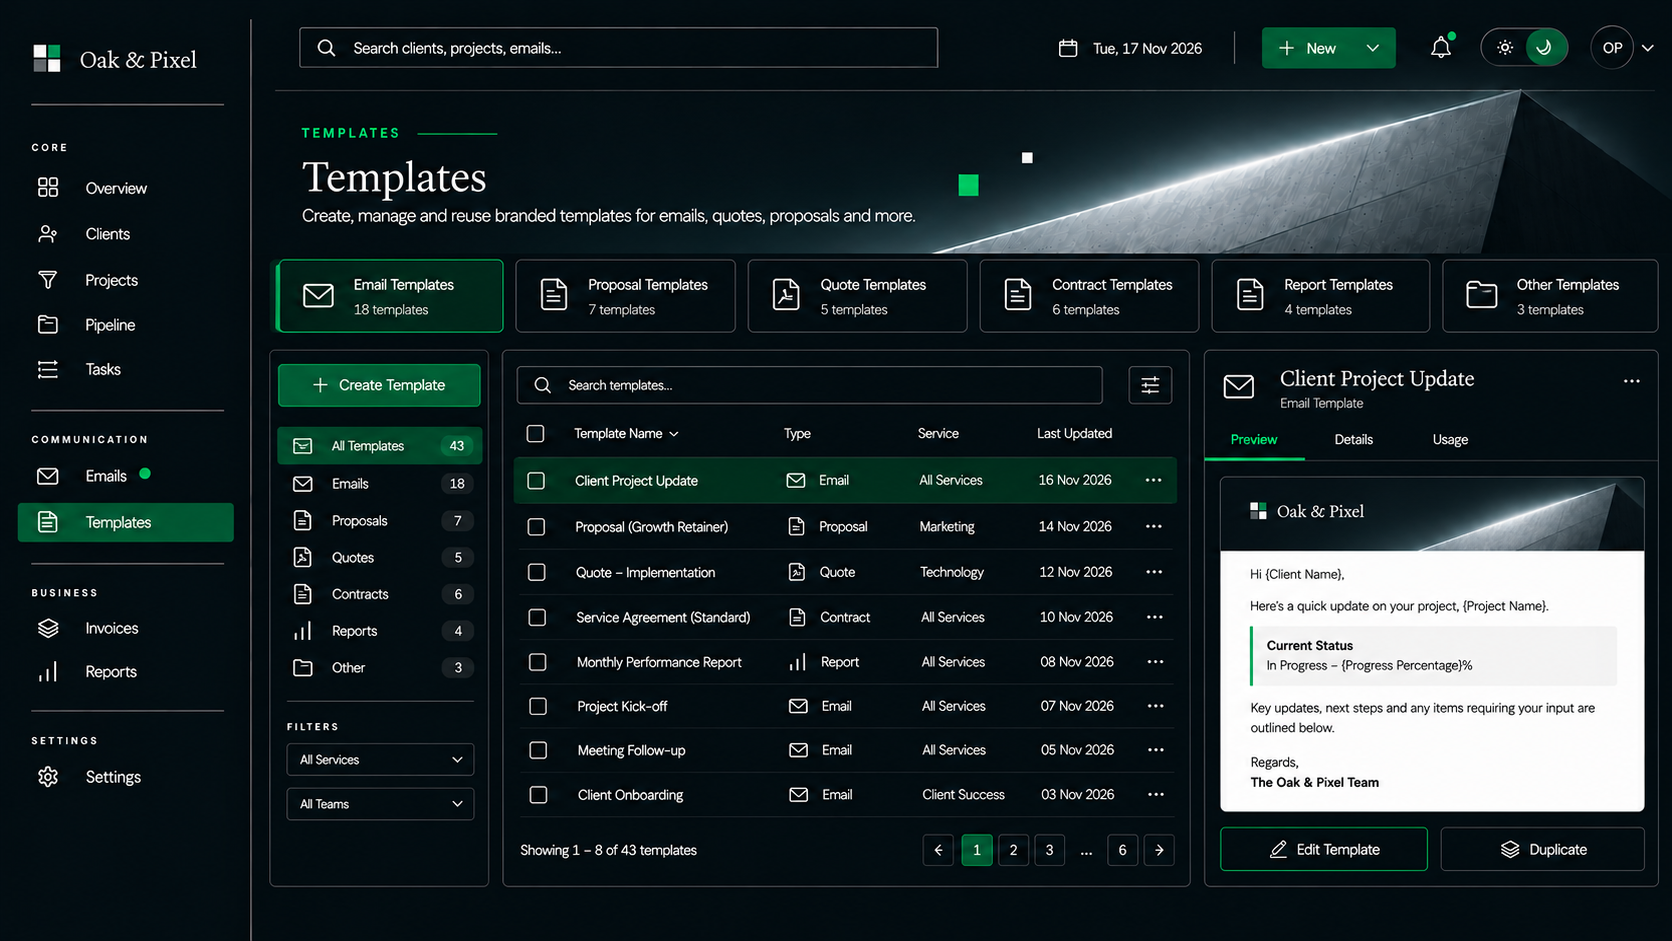 Oak & Pixel
CORE
Overview
Clients
Projects
Pipeline
Tasks
COMMUNICATION
Emails
Templates
BUSINESS
Invoices
Reports
SETTINGS
Settings
Search clients, projects, emails...
Tue, 17 Nov 2026
New
OP
TEMPLATES
Templates
Create, manage and reuse branded templates for emails, quotes, proposals and more.
Email Templates
18 templates
Proposal Templates
7 templates
Quote Templates
5 templates
Contract Templates
6 templates
Report Templates
4 templates
Other Templates
3 templates
Create Template
All Templates 43
Emails 18
Proposals 7
Quotes 5
Contracts 6
Reports 4
Other 3
FILTERS
All Services
All Teams
Search templates...
Template Name Type Service Last Updated
Client Project Update Email All Services 16 Nov 2026
Proposal (Growth Retainer) Proposal Marketing 14 Nov 2026
Quote – Implementation Quote Technology 12 Nov 2026
Service Agreement (Standard) Contract All Services 10 Nov 2026
Monthly Performance Report Report All Services 08 Nov 2026
Project Kick-off Email All Services 07 Nov 2026
Meeting Follow-up Email All Services 05 Nov 2026
Client Onboarding Email Client Success 03 Nov 2026
Showing 1 – 8 of 43 templates
1 2 3 ... 6
Client Project Update
Email Template
Preview Details Usage
Oak & Pixel
Hi {Client Name},
Here's a quick update on your project, {Project Name}.
Current Status
In Progress – {Progress Percentage}%
Key updates, next steps and any items requiring your input are
outlined below.
Regards,
The Oak & Pixel Team
Edit Template
Duplicate